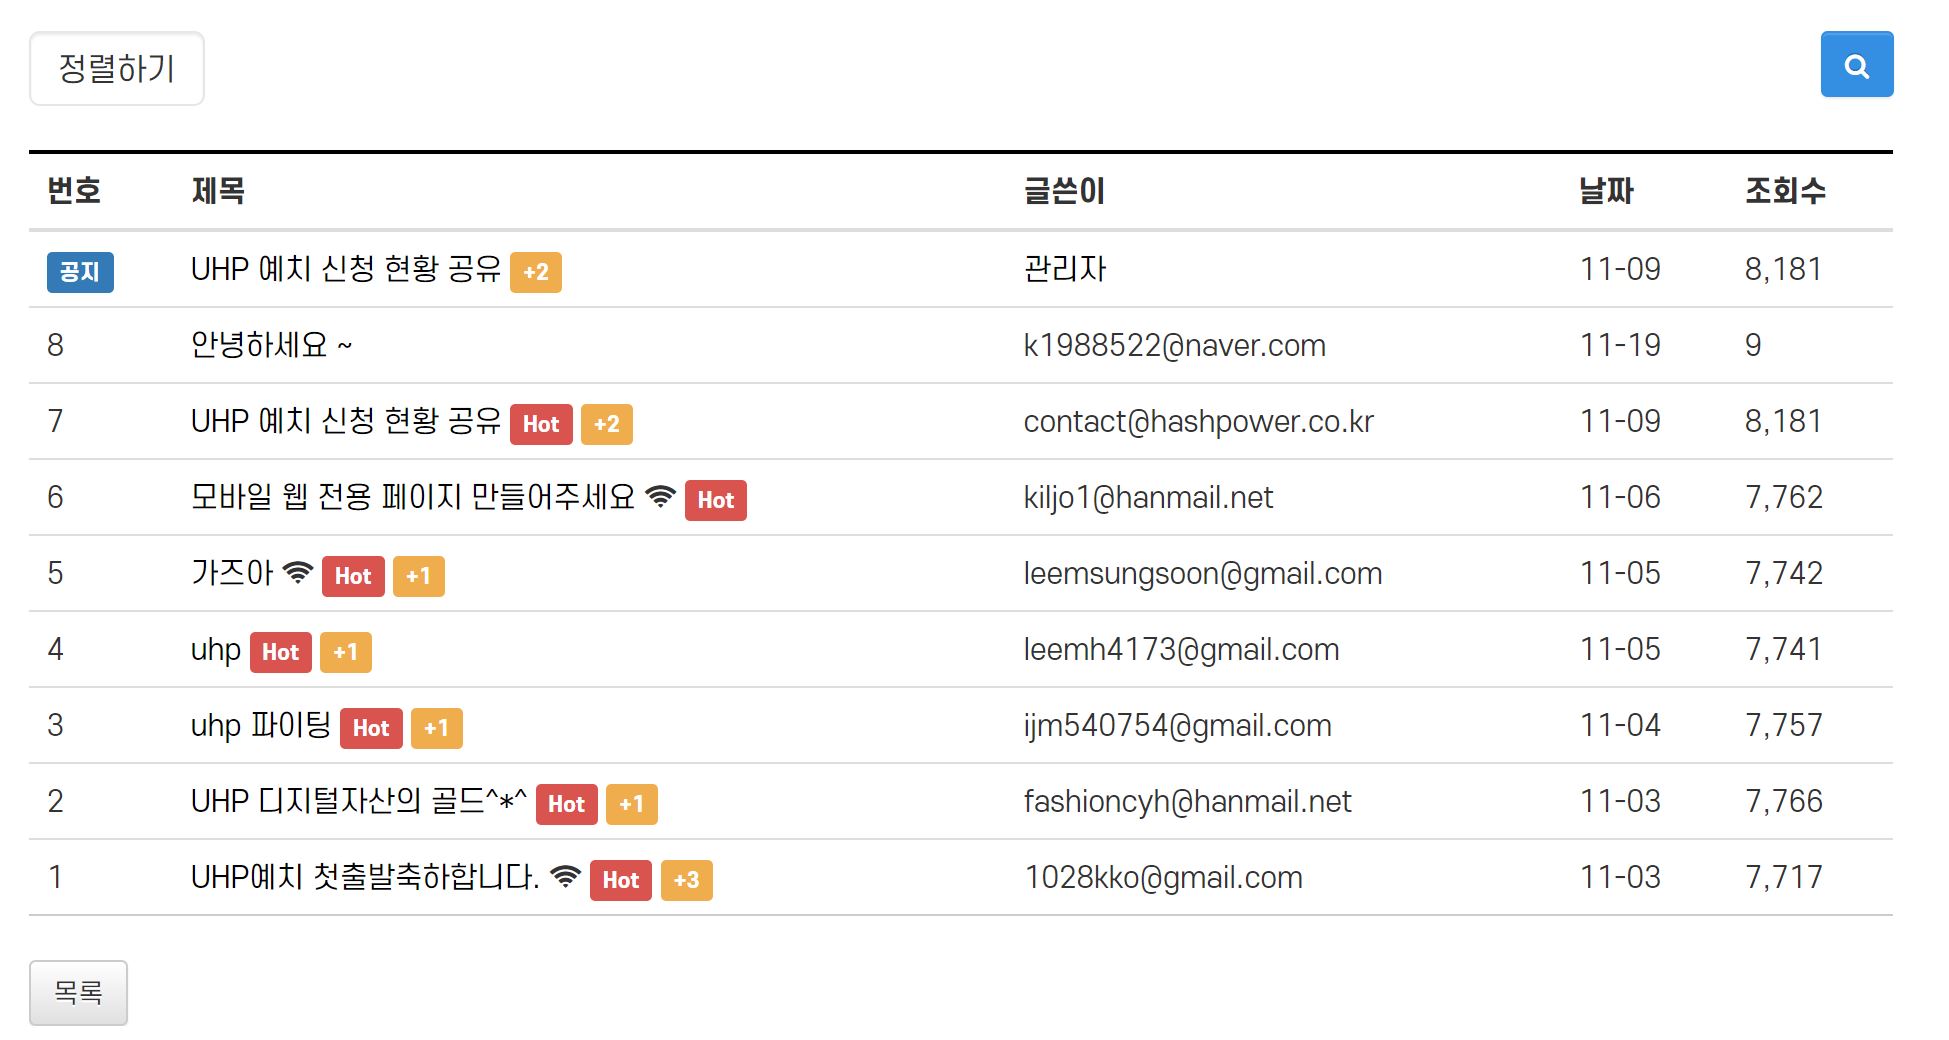 정렬하기
번호 제목 글쓴이 날짜 조회수
공지 UHP 예치 신청 현황 공유 +2 관리자 11-09 8,181
8 안녕하세요 ~ k1988522@naver.com 11-19 9
7 UHP 예치 신청 현황 공유 Hot +2 contact@hashpower.co.kr 11-09 8,181
6 모바일 웹 전용 페이지 만들어주세요 Hot kiljo1@hanmail.net 11-06 7,762
5 가즈아 Hot +1 leemsungsoon@gmail.com 11-05 7,742
4 uhp Hot +1 leemh4173@gmail.com 11-05 7,741
3 uhp 파이팅 Hot +1 ijm540754@gmail.com 11-04 7,757
2 UHP 디지털자산의 골드^*^ Hot +1 fashioncyh@hanmail.net 11-03 7,766
1 UHP예치 첫출발축하합니다. Hot +3 1028kko@gmail.com 11-03 7,717
목록